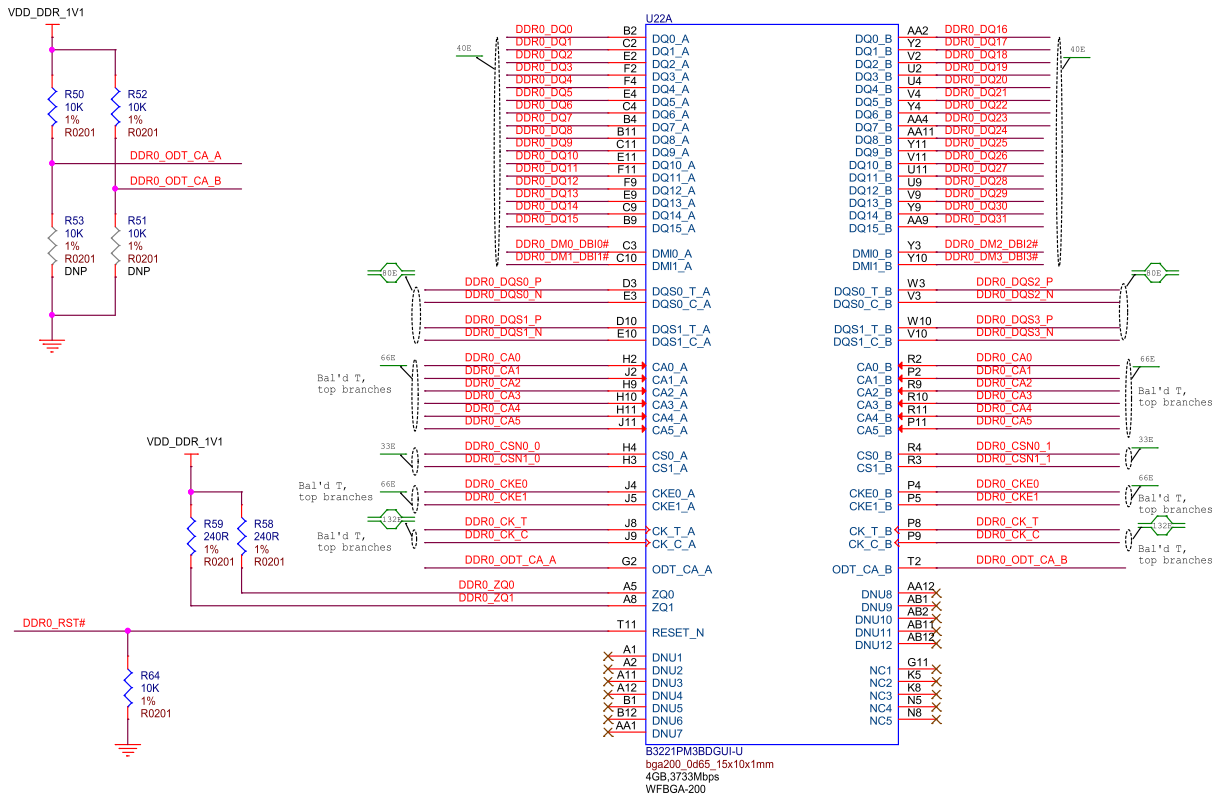 VDD_DDR_1V1
R50
10K
1%
R0201
R52
10K
1%
R0201
DDR0_ODT_CA_A
DDR0_ODT_CA_B
R53
10K
1%
R0201
DNP
R51
10K
1%
R0201
DNP
VDD_DDR_1V1
R59
240R
1%
R0201
R58
240R
1%
R0201
DDR0_RST#
R64
10K
1%
R0201
U22A
40E
DDR0_DQ0 B2 DQ0_A
DDR0_DQ1 C2 DQ1_A
DDR0_DQ2 E2 DQ2_A
DDR0_DQ3 F2 DQ3_A
DDR0_DQ4 F4 DQ4_A
DDR0_DQ5 E4 DQ5_A
DDR0_DQ6 C4 DQ6_A
DDR0_DQ7 B4 DQ7_A
DDR0_DQ8 B11 DQ8_A
DDR0_DQ9 C11 DQ9_A
DDR0_DQ10 E11 DQ10_A
DDR0_DQ11 F11 DQ11_A
DDR0_DQ12 F9 DQ12_A
DDR0_DQ13 E9 DQ13_A
DDR0_DQ14 C9 DQ14_A
DDR0_DQ15 B9 DQ15_A
DDR0_DM0_DBI0# C3 DMI0_A
DDR0_DM1_DBI1# C10 DMI1_A
80E
DDR0_DQS0_P D3 DQS0_T_A
DDR0_DQS0_N E3 DQS0_C_A
DDR0_DQS1_P D10 DQS1_T_A
DDR0_DQS1_N E10 DQS1_C_A
66E
Bal'd T,
top branches
DDR0_CA0 H2 CA0_A
DDR0_CA1 J2 CA1_A
DDR0_CA2 H9 CA2_A
DDR0_CA3 H10 CA3_A
DDR0_CA4 H11 CA4_A
DDR0_CA5 J11 CA5_A
33E
DDR0_CSN0_0 H4 CS0_A
DDR0_CSN1_0 H3 CS1_A
Bal'd T,
top branches
66E
DDR0_CKE0 J4 CKE0_A
DDR0_CKE1 J5 CKE1_A
132E
Bal'd T,
top branches
DDR0_CK_T J8 CK_T_A
DDR0_CK_C J9 CK_C_A
DDR0_ODT_CA_A G2 ODT_CA_A
DDR0_ZQ0 A5 ZQ0
DDR0_ZQ1 A8 ZQ1
T11 RESET_N
A1 DNU1
A2 DNU2
A11 DNU3
A12 DNU4
B1 DNU5
B12 DNU6
AA1 DNU7
DQ0_B AA2 DDR0_DQ16
DQ1_B Y2 DDR0_DQ17
DQ2_B V2 DDR0_DQ18
DQ3_B U2 DDR0_DQ19
DQ4_B U4 DDR0_DQ20
DQ5_B V4 DDR0_DQ21
DQ6_B Y4 DDR0_DQ22
DQ7_B AA4 DDR0_DQ23
DQ8_B AA11 DDR0_DQ24
DQ9_B Y11 DDR0_DQ25
DQ10_B V11 DDR0_DQ26
DQ11_B U11 DDR0_DQ27
DQ12_B U9 DDR0_DQ28
DQ13_B V9 DDR0_DQ29
DQ14_B Y9 DDR0_DQ30
DQ15_B AA9 DDR0_DQ31
40E
DMI0_B Y3 DDR0_DM2_DBI2#
DMI1_B Y10 DDR0_DM3_DBI3#
80E
DQS0_T_B W3 DDR0_DQS2_P
DQS0_C_B V3 DDR0_DQS2_N
DQS1_T_B W10 DDR0_DQS3_P
DQS1_C_B V10 DDR0_DQS3_N
CA0_B R2 DDR0_CA0
CA1_B P2 DDR0_CA1
CA2_B R9 DDR0_CA2
CA3_B R10 DDR0_CA3
CA4_B R11 DDR0_CA4
CA5_B P11 DDR0_CA5
66E
Bal'd T,
top branches
CS0_B R4 DDR0_CSN0_1
CS1_B R3 DDR0_CSN1_1
33E
CKE0_B P4 DDR0_CKE0
CKE1_B P5 DDR0_CKE1
66E
Bal'd T,
top branches
CK_T_B P8 DDR0_CK_T
CK_C_B P9 DDR0_CK_C
132E
Bal'd T,
top branches
ODT_CA_B T2 DDR0_ODT_CA_B
DNU8 AA12
DNU9 AB1
DNU10 AB2
DNU11 AB11
DNU12 AB12
NC1 G11
NC2 K5
NC3 K8
NC4 N5
NC5 N8
B3221PM3BDGUI-U
bga200_0d65_15x10x1mm
4GB,3733Mbps
WFBGA-200